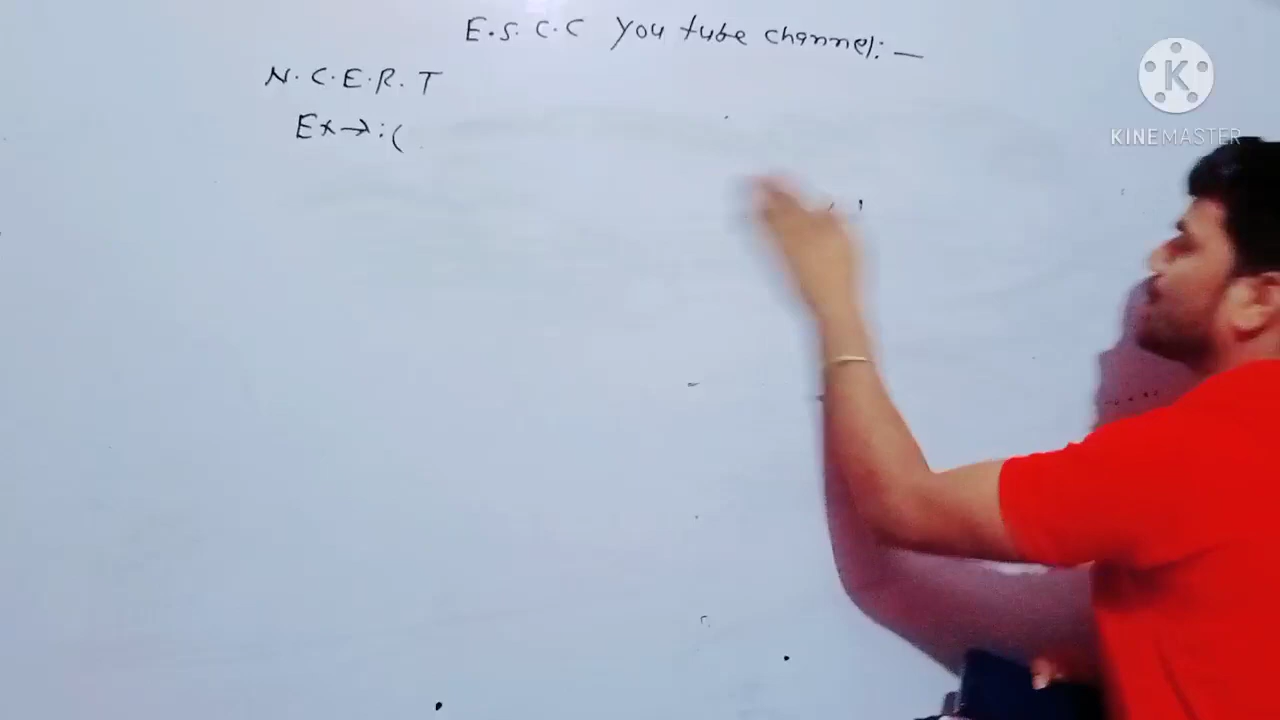 E.S.C.C You tube channel:—
N.C.E.R.T
Ex→:(
K
KINEMASTER